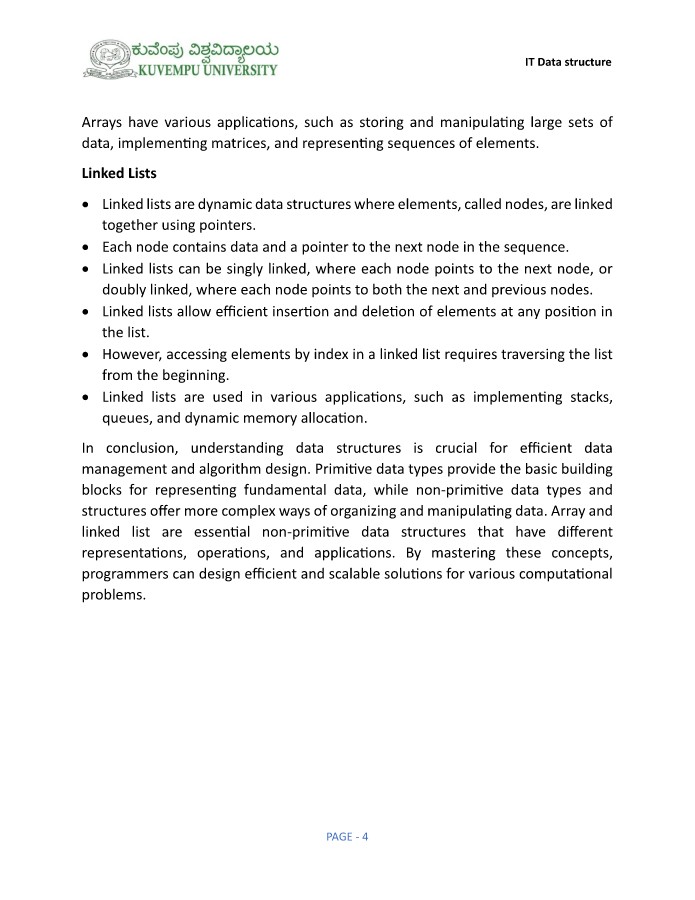 ಕುವೆಂಪು ವಿಶ್ವವಿದ್ಯಾಲಯ
KUVEMPU UNIVERSITY
IT Data structure
Arrays have various applications, such as storing and manipulating large sets of
data, implementing matrices, and representing sequences of elements.
Linked Lists
• Linked lists are dynamic data structures where elements, called nodes, are linked
together using pointers.
• Each node contains data and a pointer to the next node in the sequence.
• Linked lists can be singly linked, where each node points to the next node, or
doubly linked, where each node points to both the next and previous nodes.
• Linked lists allow efficient insertion and deletion of elements at any position in
the list.
• However, accessing elements by index in a linked list requires traversing the list
from the beginning.
• Linked lists are used in various applications, such as implementing stacks,
queues, and dynamic memory allocation.
In conclusion, understanding data structures is crucial for efficient data
management and algorithm design. Primitive data types provide the basic building
blocks for representing fundamental data, while non-primitive data types and
structures offer more complex ways of organizing and manipulating data. Array and
linked list are essential non-primitive data structures that have different
representations, operations, and applications. By mastering these concepts,
programmers can design efficient and scalable solutions for various computational
problems.
PAGE - 4